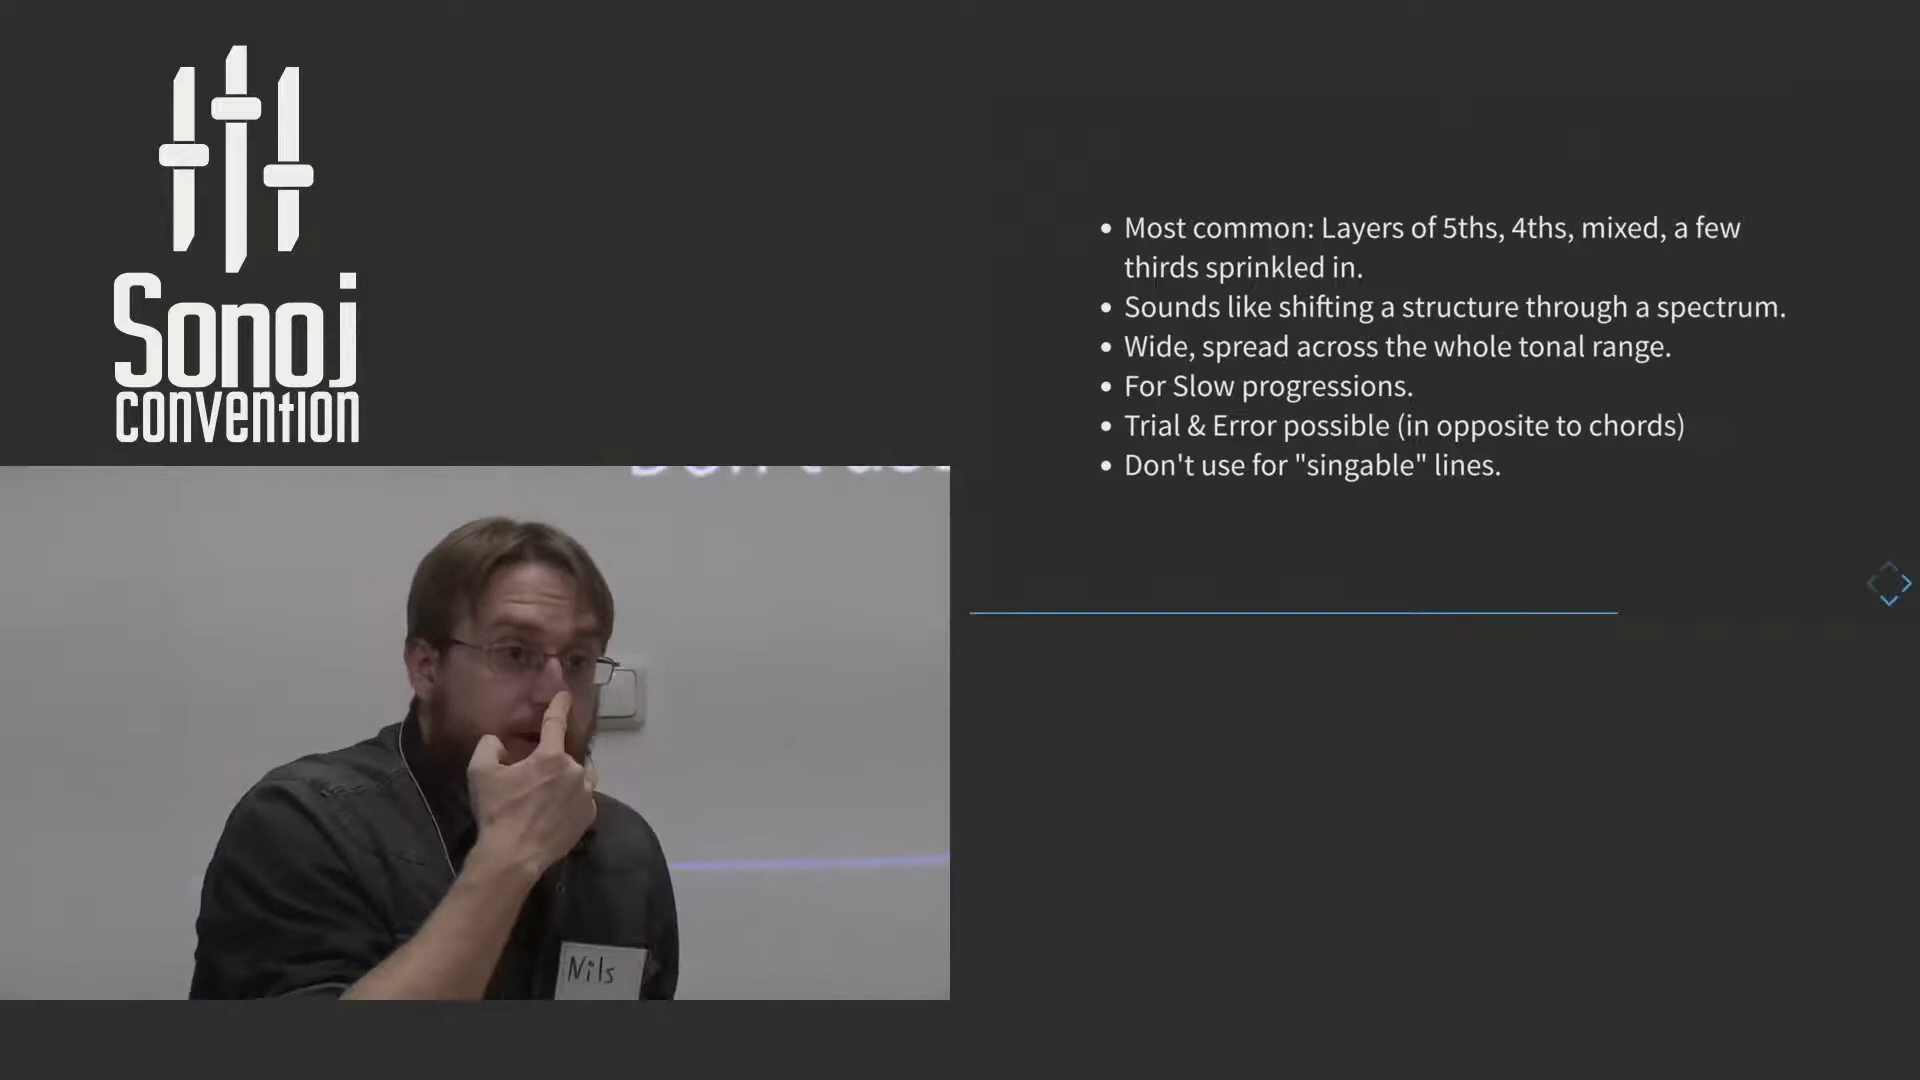 Sonoj
convention
• Most common: Layers of 5ths, 4ths, mixed, a few
thirds sprinkled in.
• Sounds like shifting a structure through a spectrum.
• Wide, spread across the whole tonal range.
• For Slow progressions.
• Trial & Error possible (in opposite to chords)
• Don't use for "singable" lines.
Nils